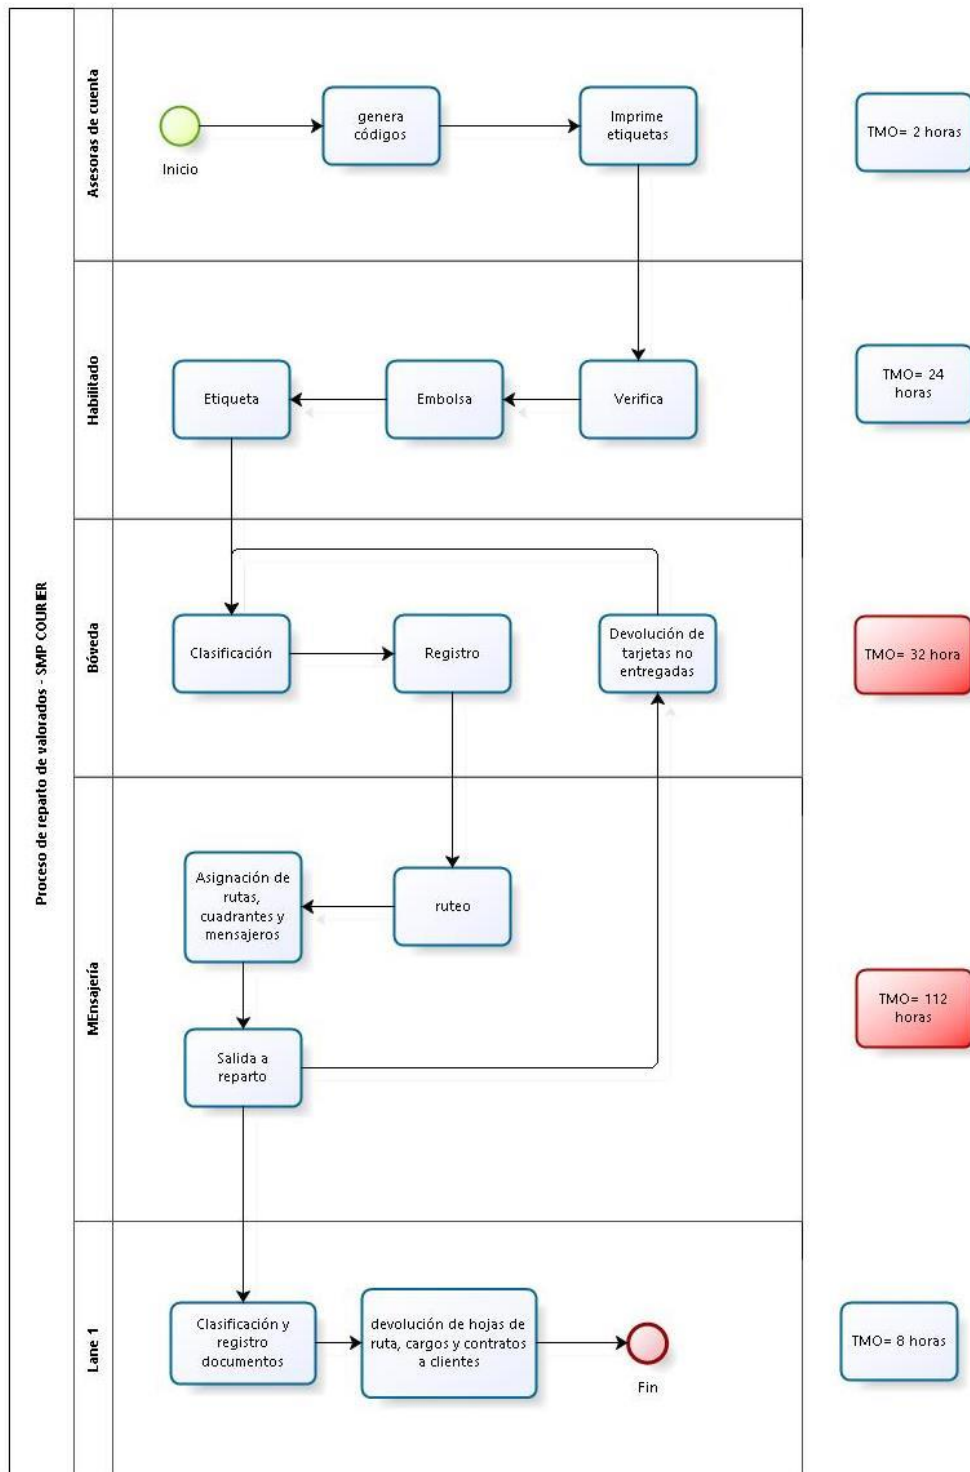 Proceso de reparto de valorados - SMP COURIER
Asesoras de cuenta
Inicio
genera
códigos
Imprime
etiquetas
TMO= 2 horas
Habilitado
Etiqueta
Embolsa
Verifica
TMO= 24
horas
Bóveda
Clasificación
Registro
Devolución de
tarjetas no
entregadas
TMO= 32 hora
MEnsajería
Asignación de
rutas,
cuadrantes y
mensajeros
ruteo
Salida a
reparto
TMO= 112
horas
Lane 1
Clasificación y
registro
documentos
devolución de hojas de
ruta, cargos y contratos
a clientes
Fin
TMO= 8 horas